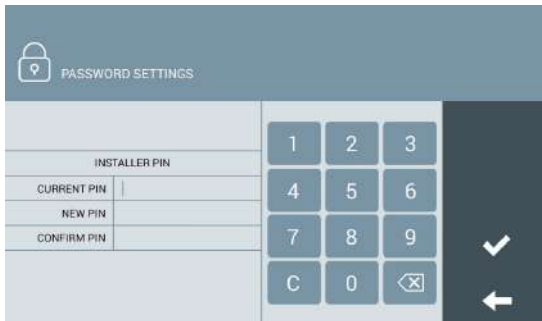 PASSWORD SETTINGS
INSTALLER PIN
CURRENT PIN
NEW PIN
CONFIRM PIN
1 2 3
4 5 6
7 8 9
C 0